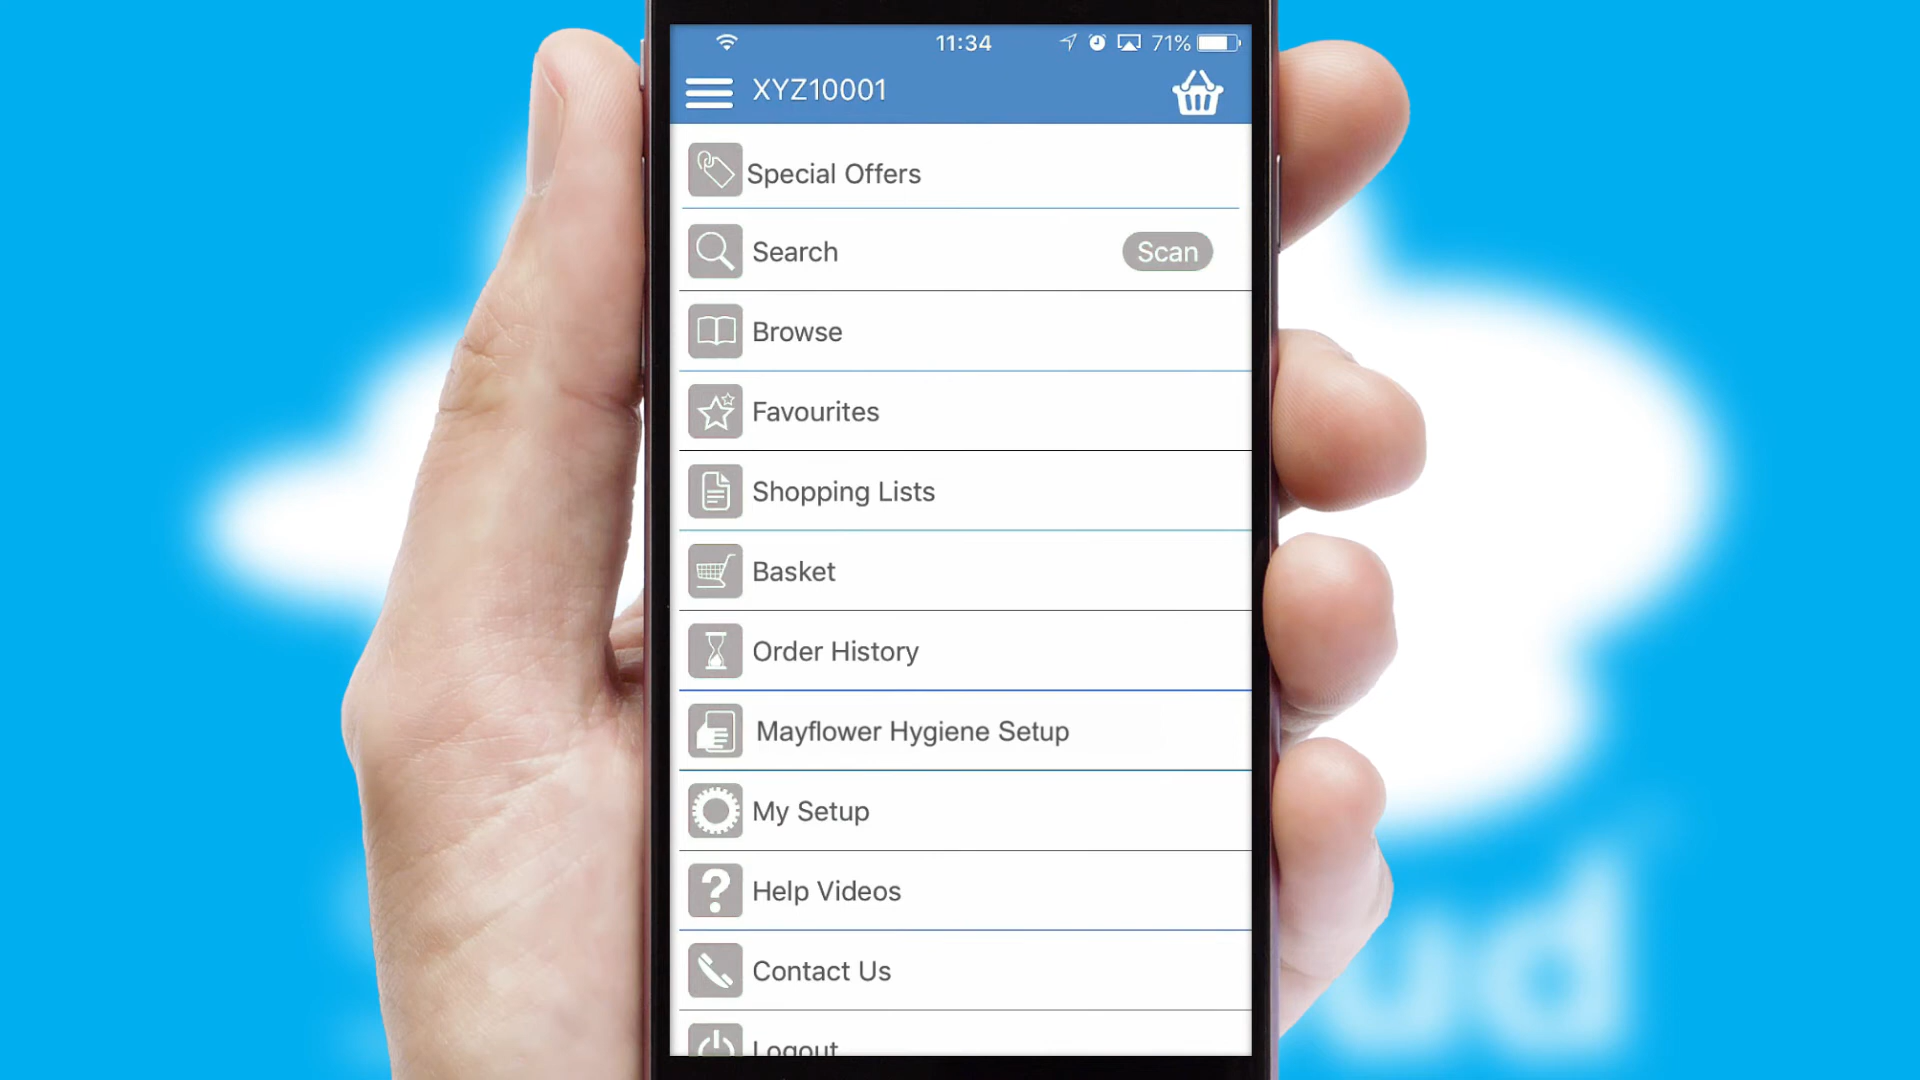 11:34
71%
XYZ10001
Special Offers
Search
Scan
Browse
Favourites
Shopping Lists
Basket
Order History
Mayflower Hygiene Setup
My Setup
Help Videos
Contact Us
Logout
ud